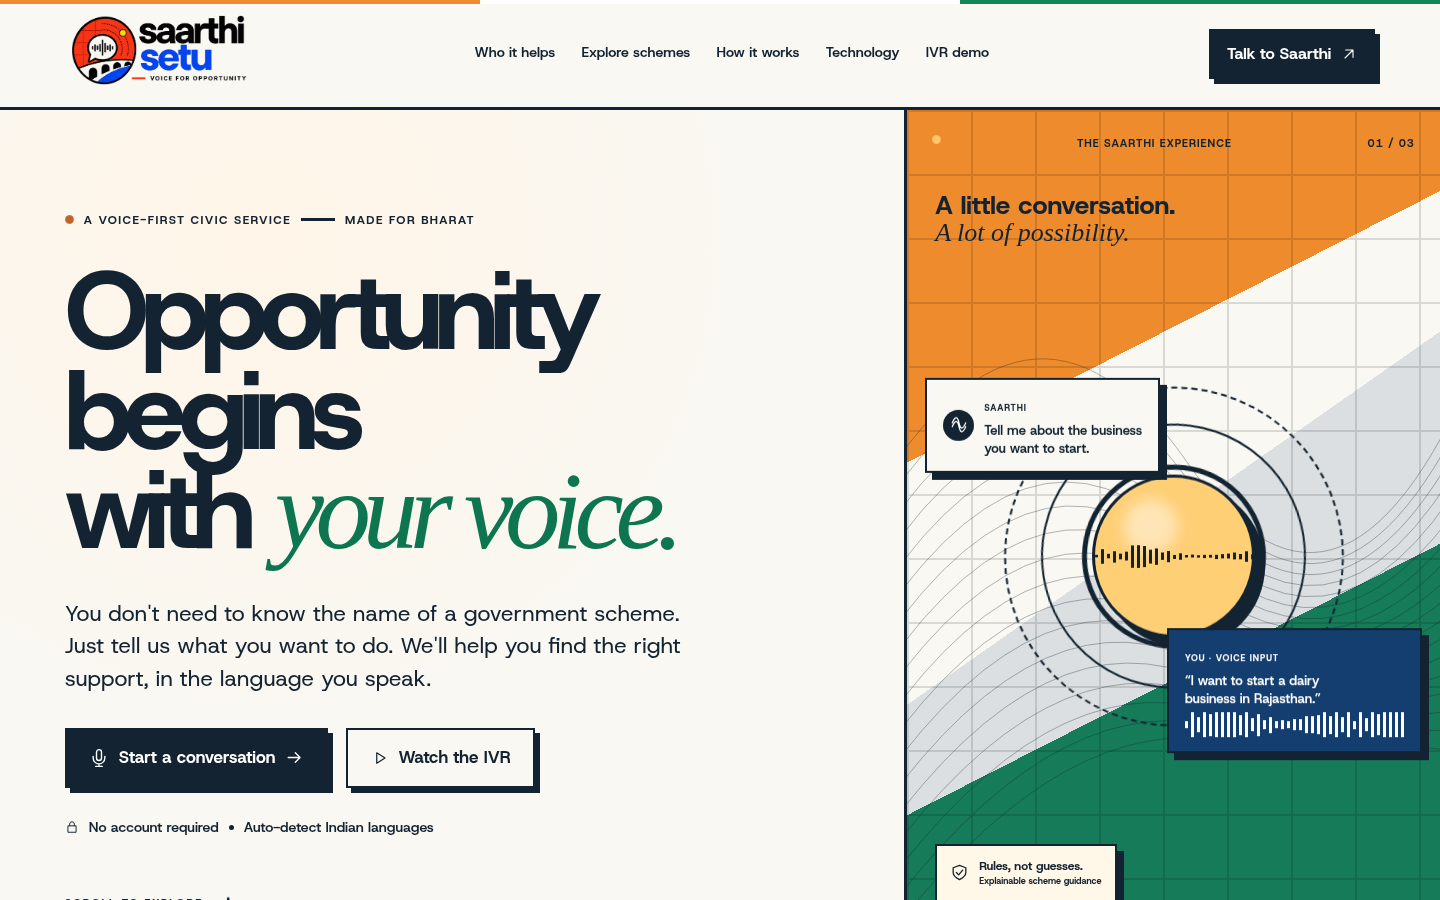 saarthi
setu
VOICE FOR OPPORTUNITY
Who it helps
Explore schemes
How it works
Technology
IVR demo
Talk to Saarthi
A VOICE-FIRST CIVIC SERVICE
MADE FOR BHARAT
Opportunity
begins
with your voice.
You don't need to know the name of a government scheme.
Just tell us what you want to do. We'll help you find the right
support, in the language you speak.
Start a conversation
Watch the IVR
No account required • Auto-detect Indian languages
SCROLL TO EXPLORE
THE SAARTHI EXPERIENCE
01 / 03
A little conversation.
A lot of possibility.
SAARTHI
Tell me about the business
you want to start.
YOU · VOICE INPUT
“I want to start a dairy
business in Rajasthan.”
Rules, not guesses.
Explainable scheme guidance